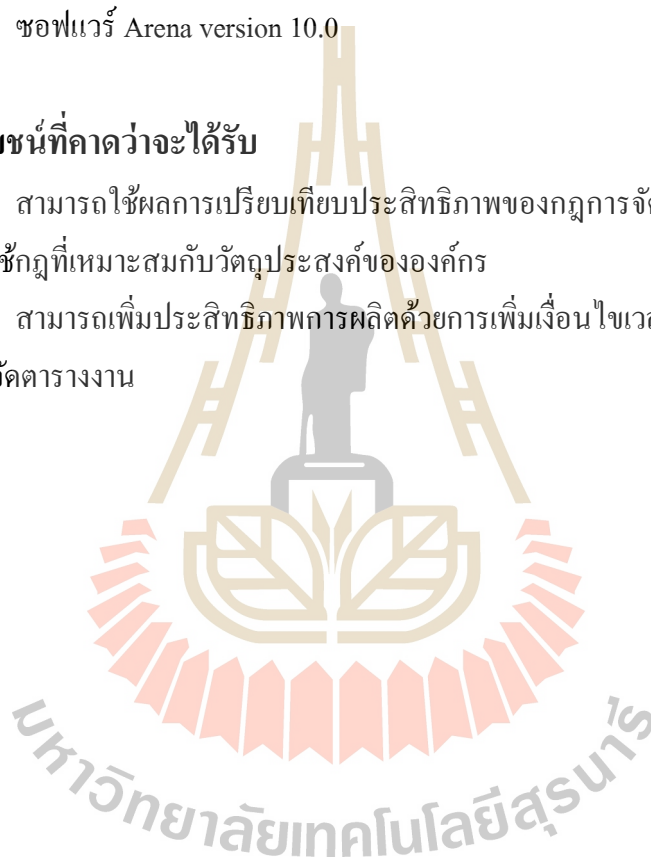 ซอฟแวร์ Arena version 10.0
ชน์ที่คาดว่าจะได้รับ
สามารถใช้ผลการเปรียบเทียบประสิทธิภาพของกฎการจั
ช้กฎที่เหมาะสมกับวัตถุประสงค์ขององค์กร
สามารถเพิ่มประสิทธิภาพการผลิตด้วยการเพิ่มเงื่อนไขเวล
จัดตารางงาน
มหาวิทยาลัยเทคโนโลยีสุรนารี